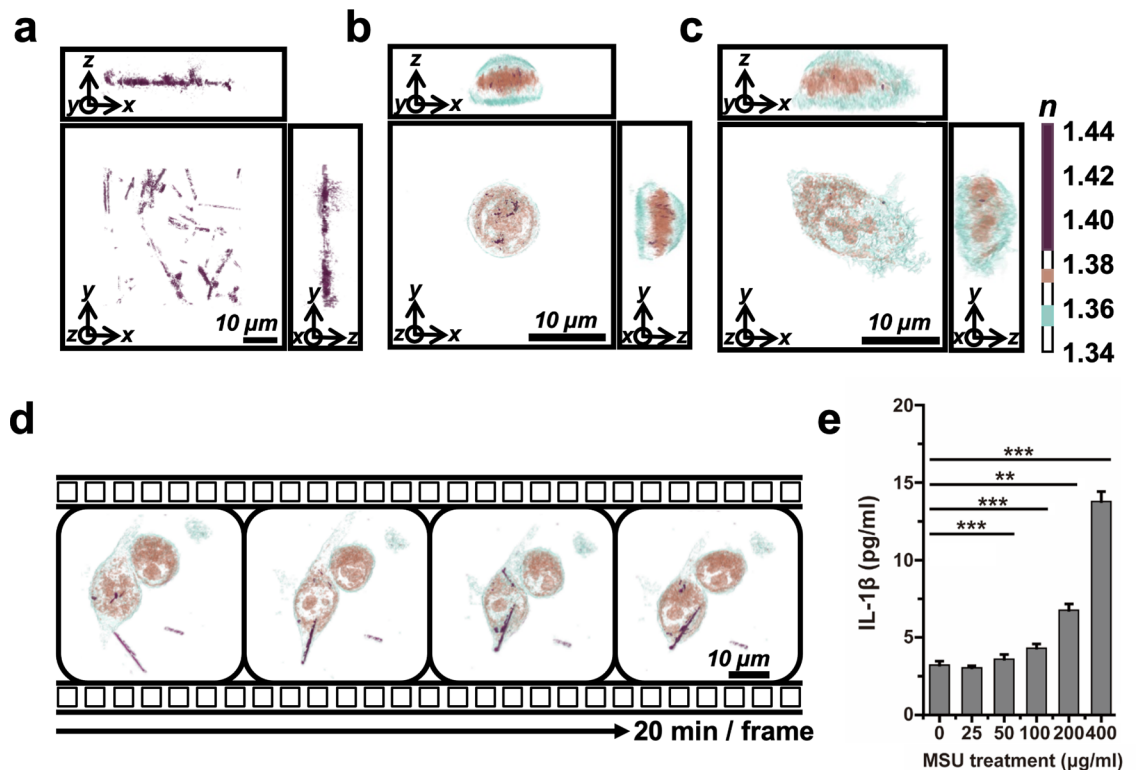 a
z
y x
y
z x
10 μm
y
x z
b
z
y x
y
z x
10 μm
y
x z
c
z
y x
y
z x
10 μm
y
x z
n
1.44
1.42
1.40
1.38
1.36
1.34
d
10 μm
20 min / frame
e
20
15
10
5
0
IL-1β (pg/ml)
***
**
***
***
0 25 50 100 200 400
MSU treatment (μg/ml)